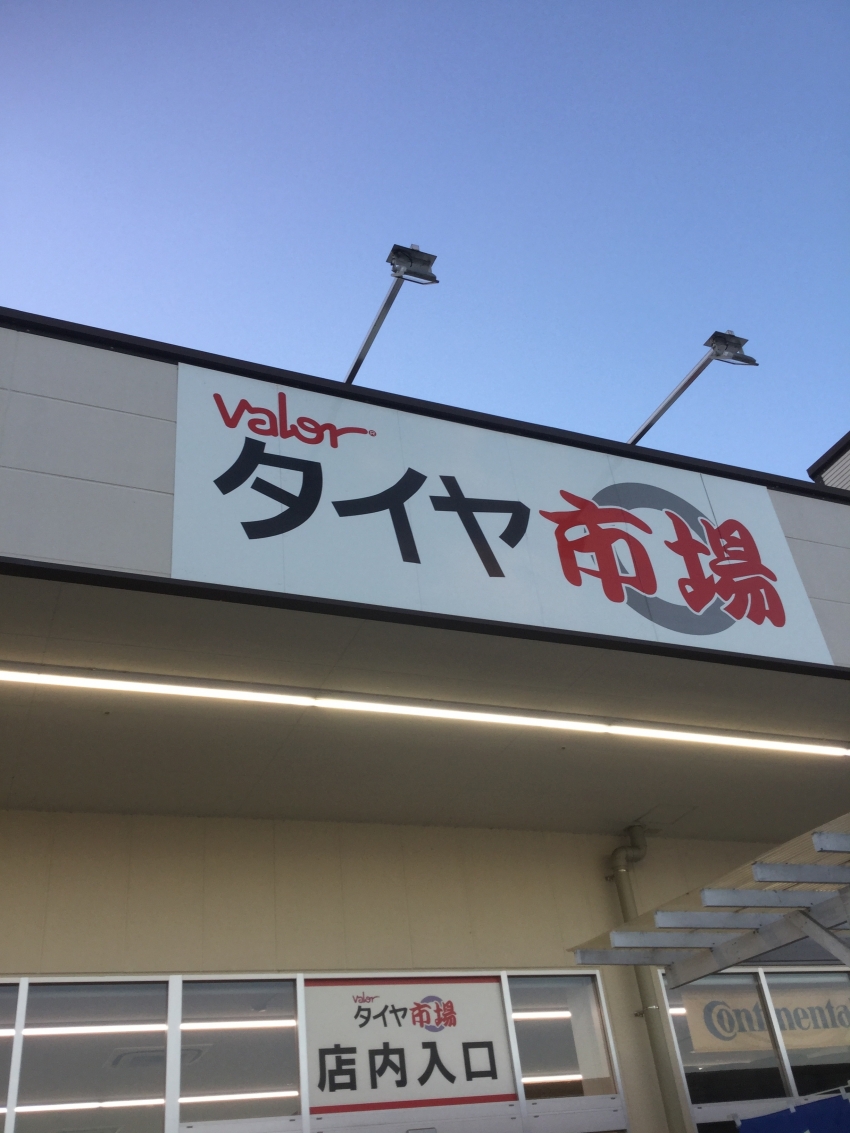 valor®
タイヤ市場
valor
タイヤ市場
店内入口
Continental